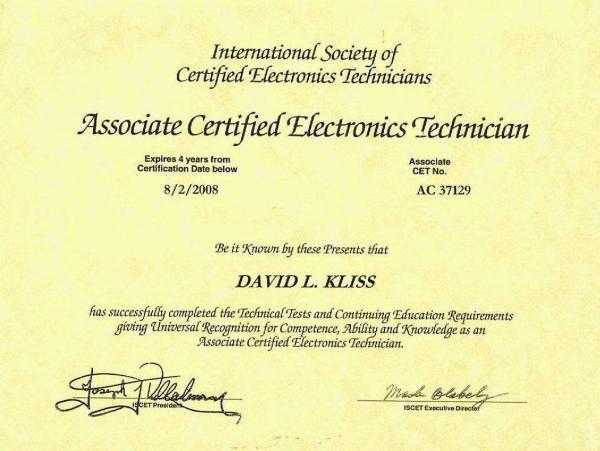 International Society of
Certified Electronics Technicians
Associate Certified Electronics Technician
Expires 4 years from
Certification Date below
8/2/2008
Associate
CET No.
AC 37129
Be it Known by these Presents that
DAVID L. KLISS
has successfully completed the Technical Tests and Continuing Education Requirements
giving Universal Recognition for Competence, Ability and Knowledge as an
Associate Certified Electronics Technician.
Joseph
ISCET President
ISCET Executive Director